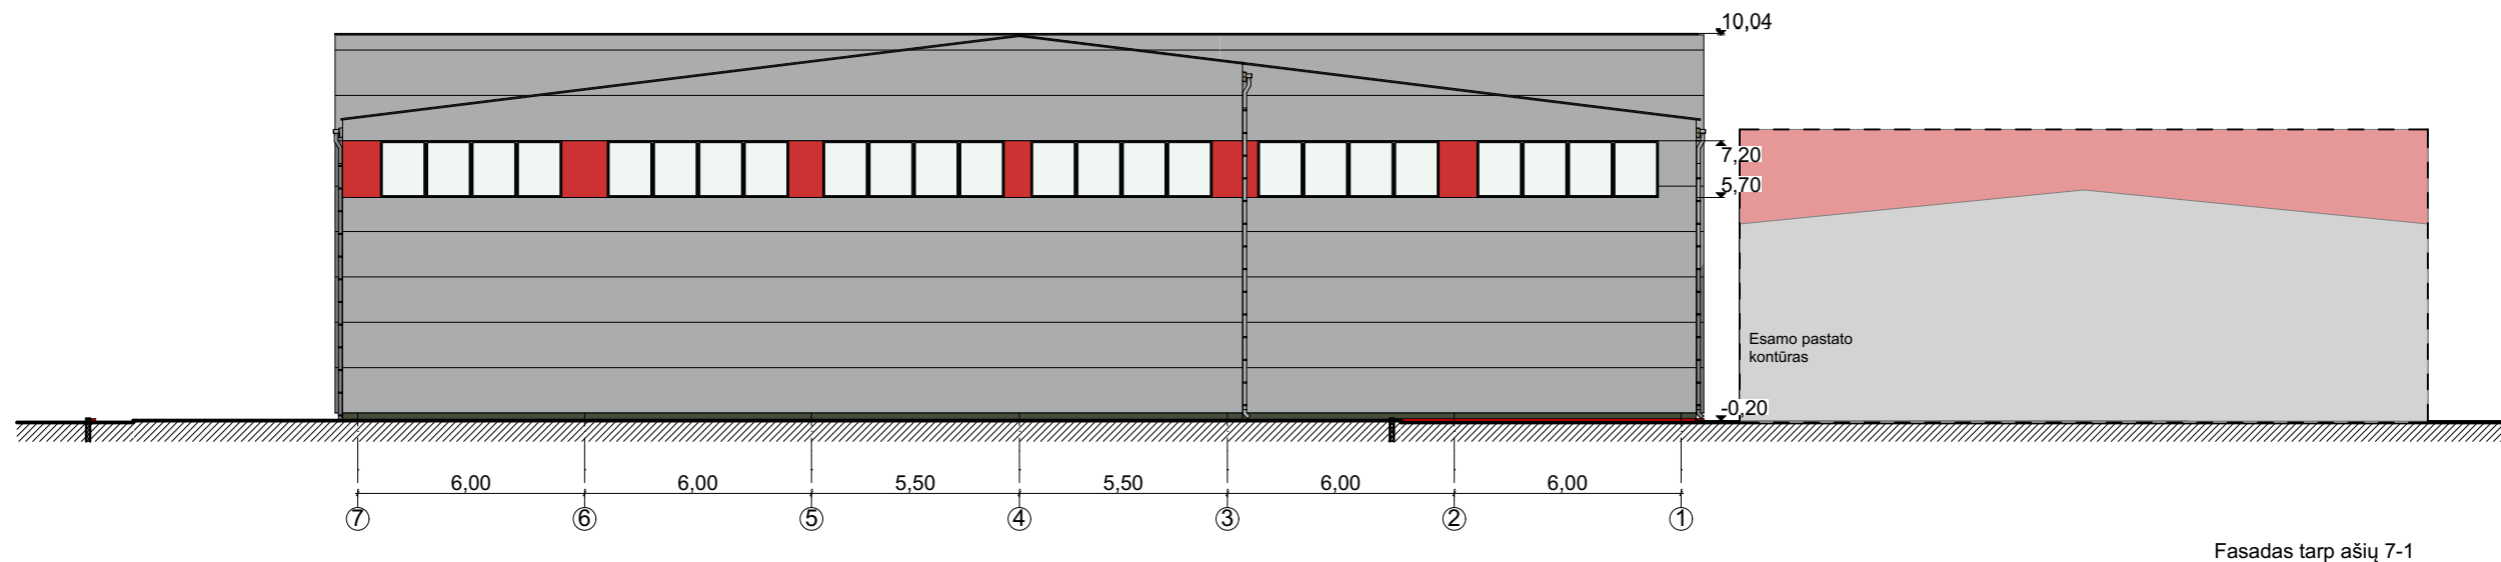 10,04
7,20
5,70
Esamo pastato
kontūras
-0,20
6,00 6,00 5,50 5,50 6,00 6,00
7 6 5 4 3 2 1
Fasadas tarp ašių 7-1